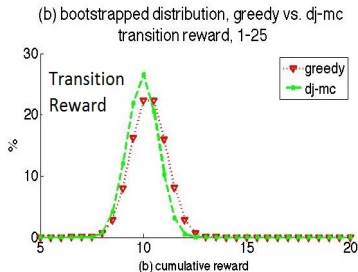 (b) bootstrapped distribution, greedy vs. dj-mc
transition reward, 1-25
30
Transition
Reward
greedy
dj-mc
20
%
10
0
5 10 15 20
(b) cumulative reward